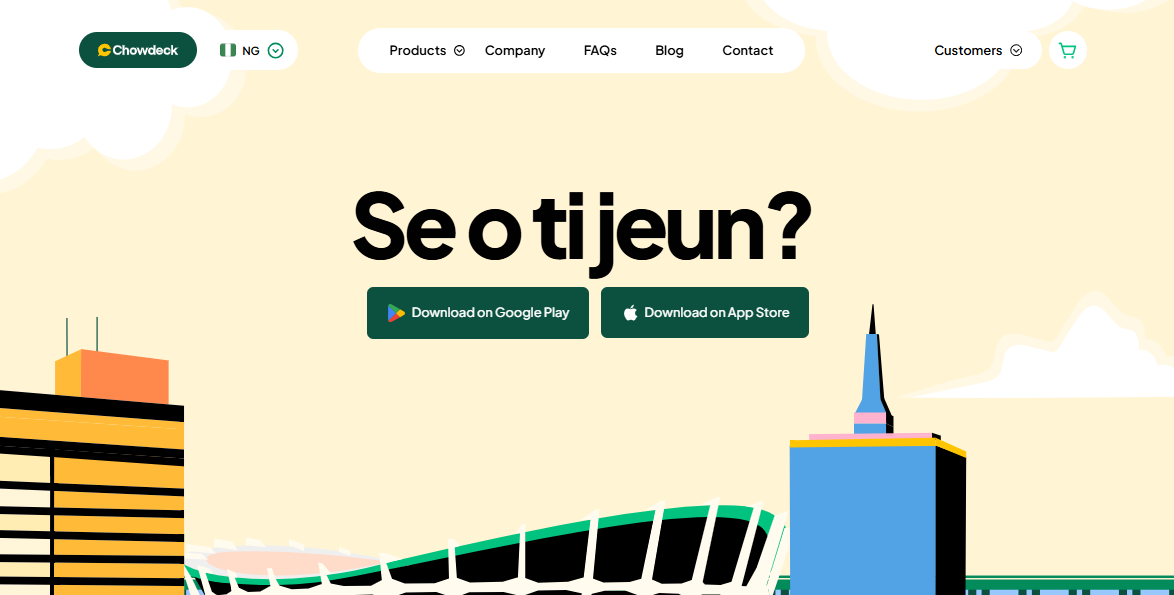 Chowdeck
NG
Products
Company
FAQs
Blog
Contact
Customers
Se o ti jeun?
Download on Google Play
Download on App Store